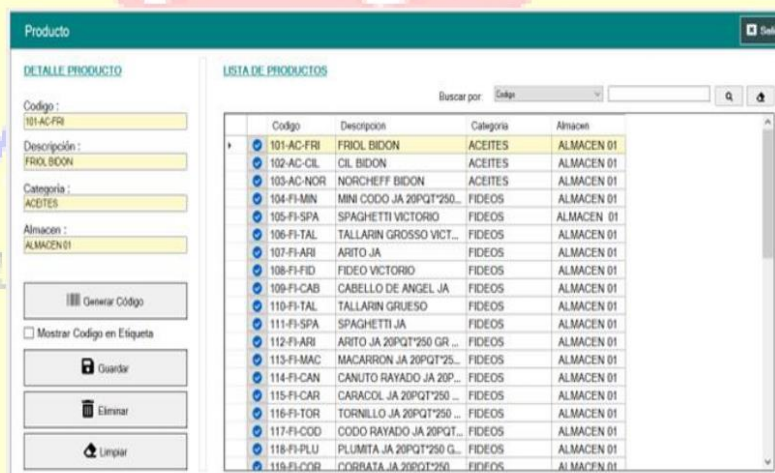 Producto
DETALLE PRODUCTO
Codigo :
101-AC-FRI
Descripción :
FRIOL BIDON
Categoria :
ACEITES
Almacen :
ALMACEN 01
Generar Código
Mostrar Codigo en Etiqueta
Guardar
Eliminar
Limpiar
LISTA DE PRODUCTOS
Buscar por: Codigo
Codigo Descripcion Categoria Almacen
101-AC-FRI FRIOL BIDON ACEITES ALMACEN 01
102-AC-CIL CIL BIDON ACEITES ALMACEN 01
103-AC-NOR NORCHEFF BIDON ACEITES ALMACEN 01
104-FI-MIN MINI CODO JA 20PQT*250... FIDEOS ALMACEN 01
105-FI-SPA SPAGHETTI VICTORIO FIDEOS ALMACEN 01
106-FI-TAL TALLARIN GROSSO VICT... FIDEOS ALMACEN 01
107-FI-ARI ARITO JA FIDEOS ALMACEN 01
108-FI-FID FIDEO VICTORIO FIDEOS ALMACEN 01
109-FI-CAB CABELLO DE ANGEL JA FIDEOS ALMACEN 01
110-FI-TAL TALLARIN GRUESO FIDEOS ALMACEN 01
111-FI-SPA SPAGHETTI JA FIDEOS ALMACEN 01
112-FI-ARI ARITO JA 20PQT*250 GR ... FIDEOS ALMACEN 01
113-FI-MAC MACARRON JA 20PQT*25... FIDEOS ALMACEN 01
114-FI-CAN CANUTO RAYADO JA 20P... FIDEOS ALMACEN 01
115-FI-CAR CARACOL JA 20PQT*250 ... FIDEOS ALMACEN 01
116-FI-TOR TORNILLO JA 20PQT*250 ... FIDEOS ALMACEN 01
117-FI-COD CODO RAYADO JA 20PQT... FIDEOS ALMACEN 01
118-FI-PLU PLUMITA JA 20PQT*250 G... FIDEOS ALMACEN 01
119-FI-COR CORBATA JA 20PQT*250 FIDEOS ALMACEN 01